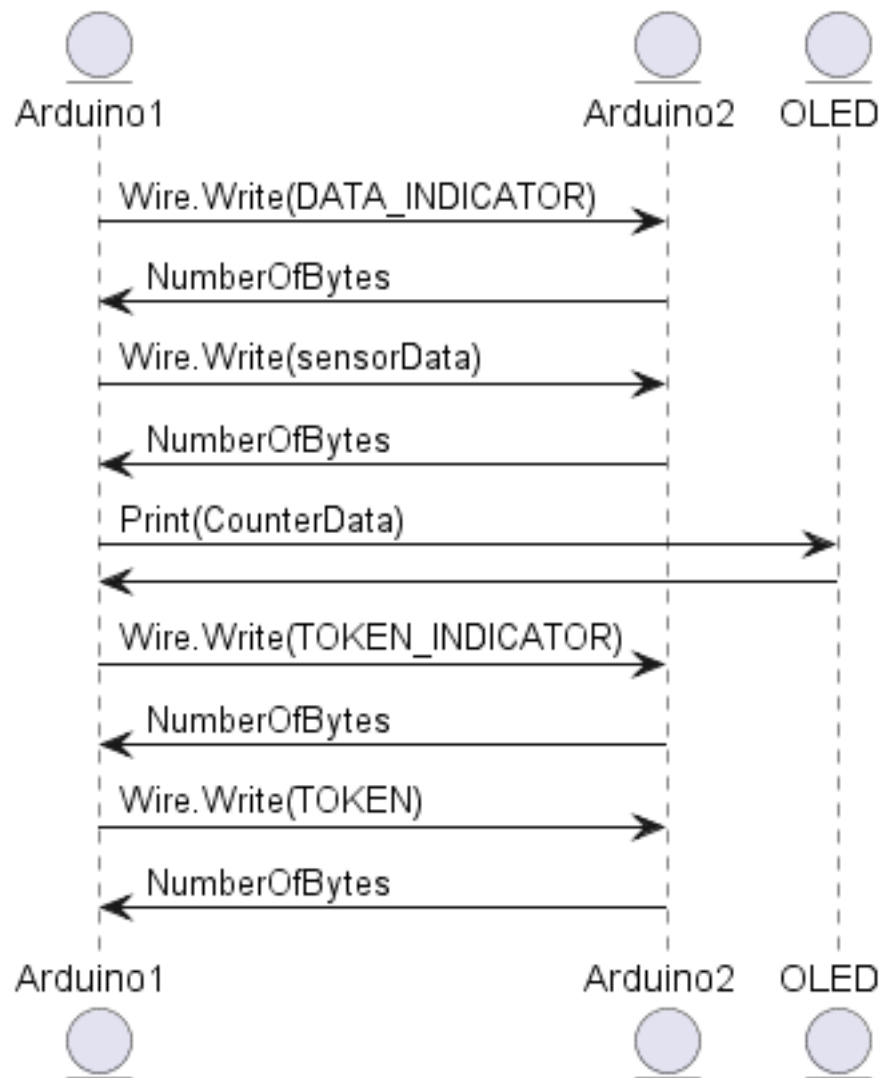 Arduino1 Arduino2 OLED
Wire.Write(DATA_INDICATOR)
NumberOfBytes
Wire.Write(sensorData)
NumberOfBytes
Print(CounterData)
Wire.Write(TOKEN_INDICATOR)
NumberOfBytes
Wire.Write(TOKEN)
NumberOfBytes
Arduino1 Arduino2 OLED